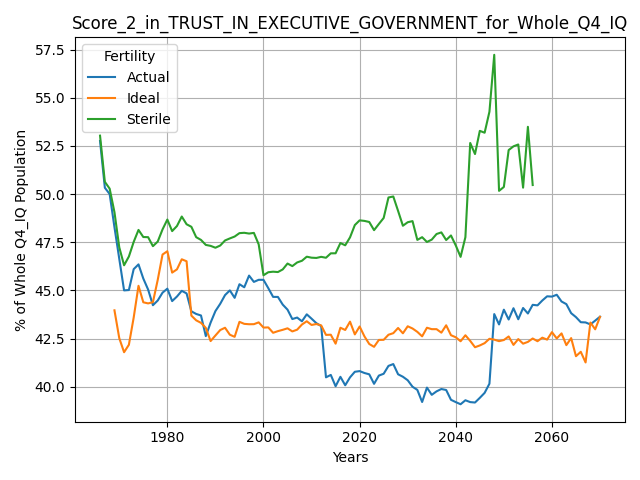 Score_2_in_TRUST_IN_EXECUTIVE_GOVERNMENT_for_Whole_Q4_IQ
Fertility
Actual
Ideal
Sterile
57.5
55.0
52.5
50.0
47.5
45.0
42.5
40.0
% of Whole Q4_IQ Population
1980 2000 2020 2040 2060
Years